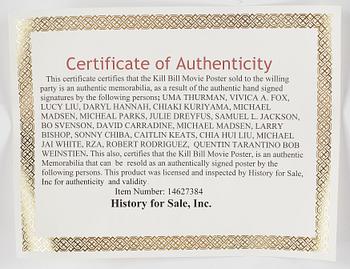 Certificate of Authenticity
This certificate certifies that the Kill Bill Movie Poster sold to the willing
party is an authentic memorabilia, as a result of the authentic hand signed
signatures by the following persons; UMA THURMAN, VIVICA A. FOX,
LUCY LIU, DARYL HANNAH, CHIAKI KURIYAMA, MICHAEL
MADSEN, MICHEAL PARKS, JULIE DREYFUS, SAMUEL L. JACKSON,
BO SVENSON, DAVID CARRADINE, MICHAEL MADSEN, LARRY
BISHOP, SONNY CHIBA, CAITLIN KEATS, CHIA HUI LIU, MICHAEL
JAI WHITE, RZA, ROBERT RODRIGUEZ, QUENTIN TARANTINO BOB
WEINSTIEN. This also, certifies that the Kill Bill Movie Poster, is an authentic
Memorabilia that can be resold as an authentically signed poster by the
following persons. This product was licensed and inspected by History for Sale,
Inc for authenticity and validity.
Item Number: 14627384
History for Sale, Inc.